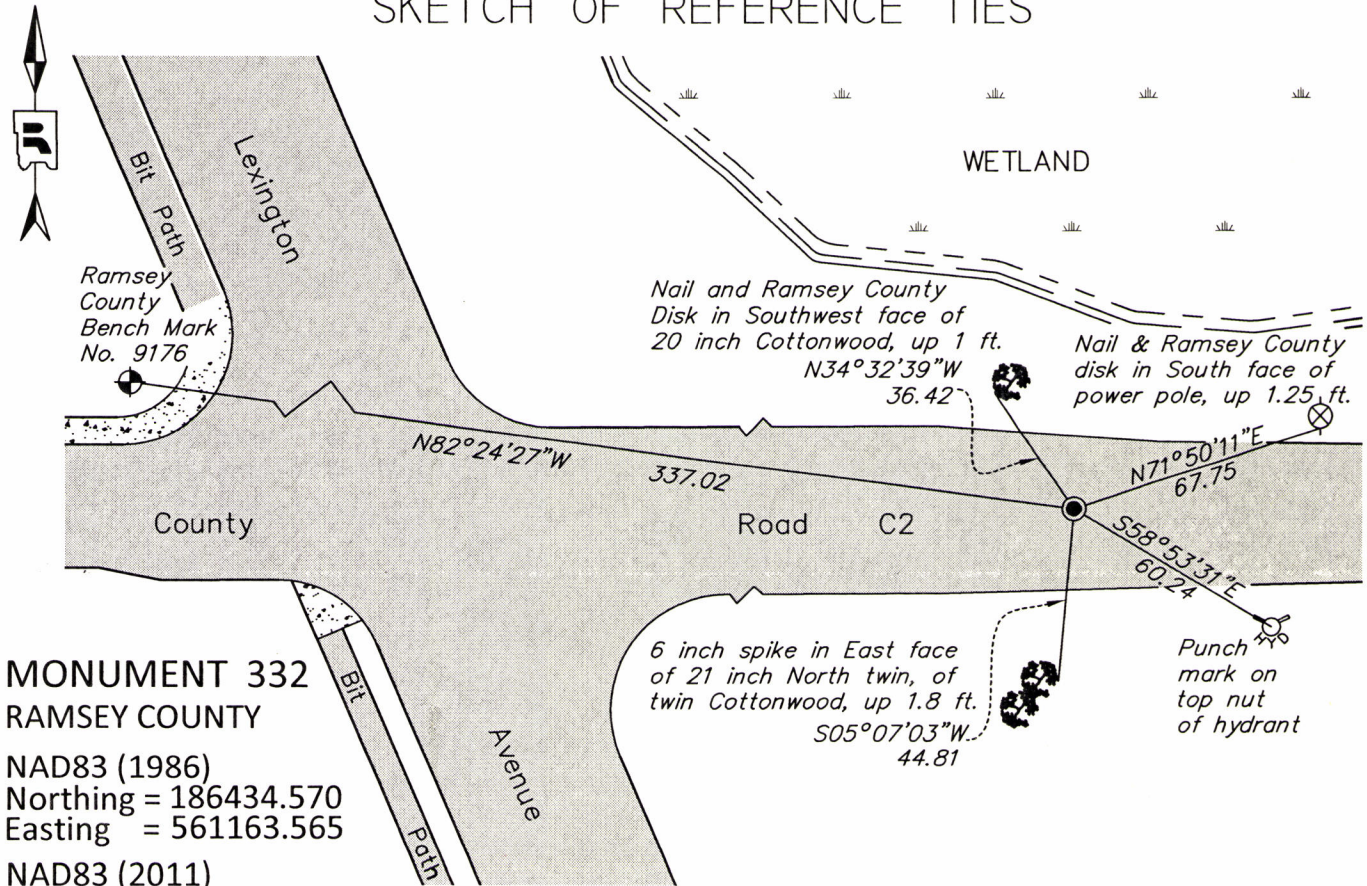 SKETCH OF REFERENCE TIES
R
Bit Path
Lexington
WETLAND
Ramsey
County
Bench Mark
No. 9176
Nail and Ramsey County
Disk in Southwest face of
20 inch Cottonwood, up 1 ft.
N34°32'39"W
36.42
Nail & Ramsey County
disk in South face of
power pole, up 1.25 ft.
N82°24'27"W
337.02
N71°50'11"E
67.75
County Road C2
S58°53'31"E
60.24
6 inch spike in East face
of 21 inch North twin, of
twin Cottonwood, up 1.8 ft.
S05°07'03"W
44.81
Punch
mark on
top nut
of hydrant
Bit Path
Avenue
MONUMENT 332
RAMSEY COUNTY
NAD83 (1986)
Northing = 186434.570
Easting = 561163.565
NAD83 (2011)